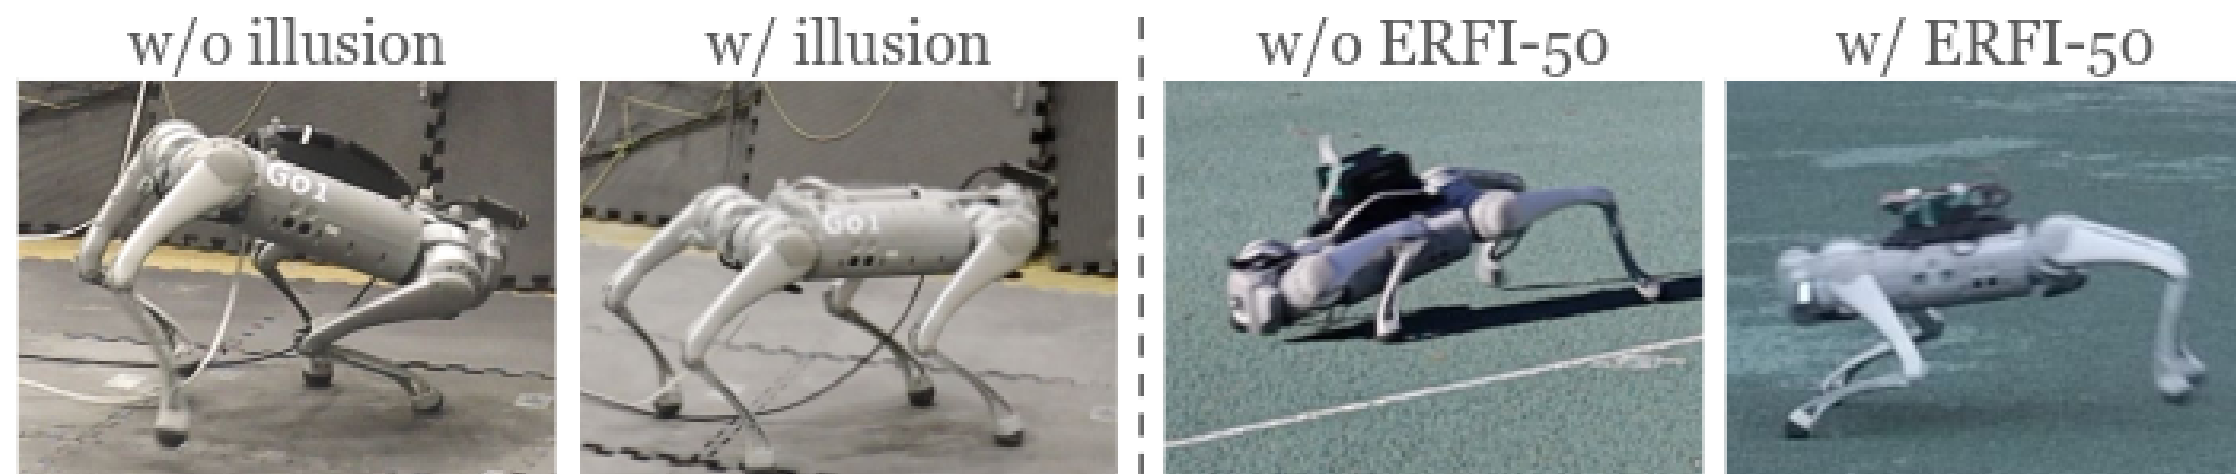 w/o illusion
w/ illusion
w/o ERFI-50
w/ ERFI-50
GO1
GO1